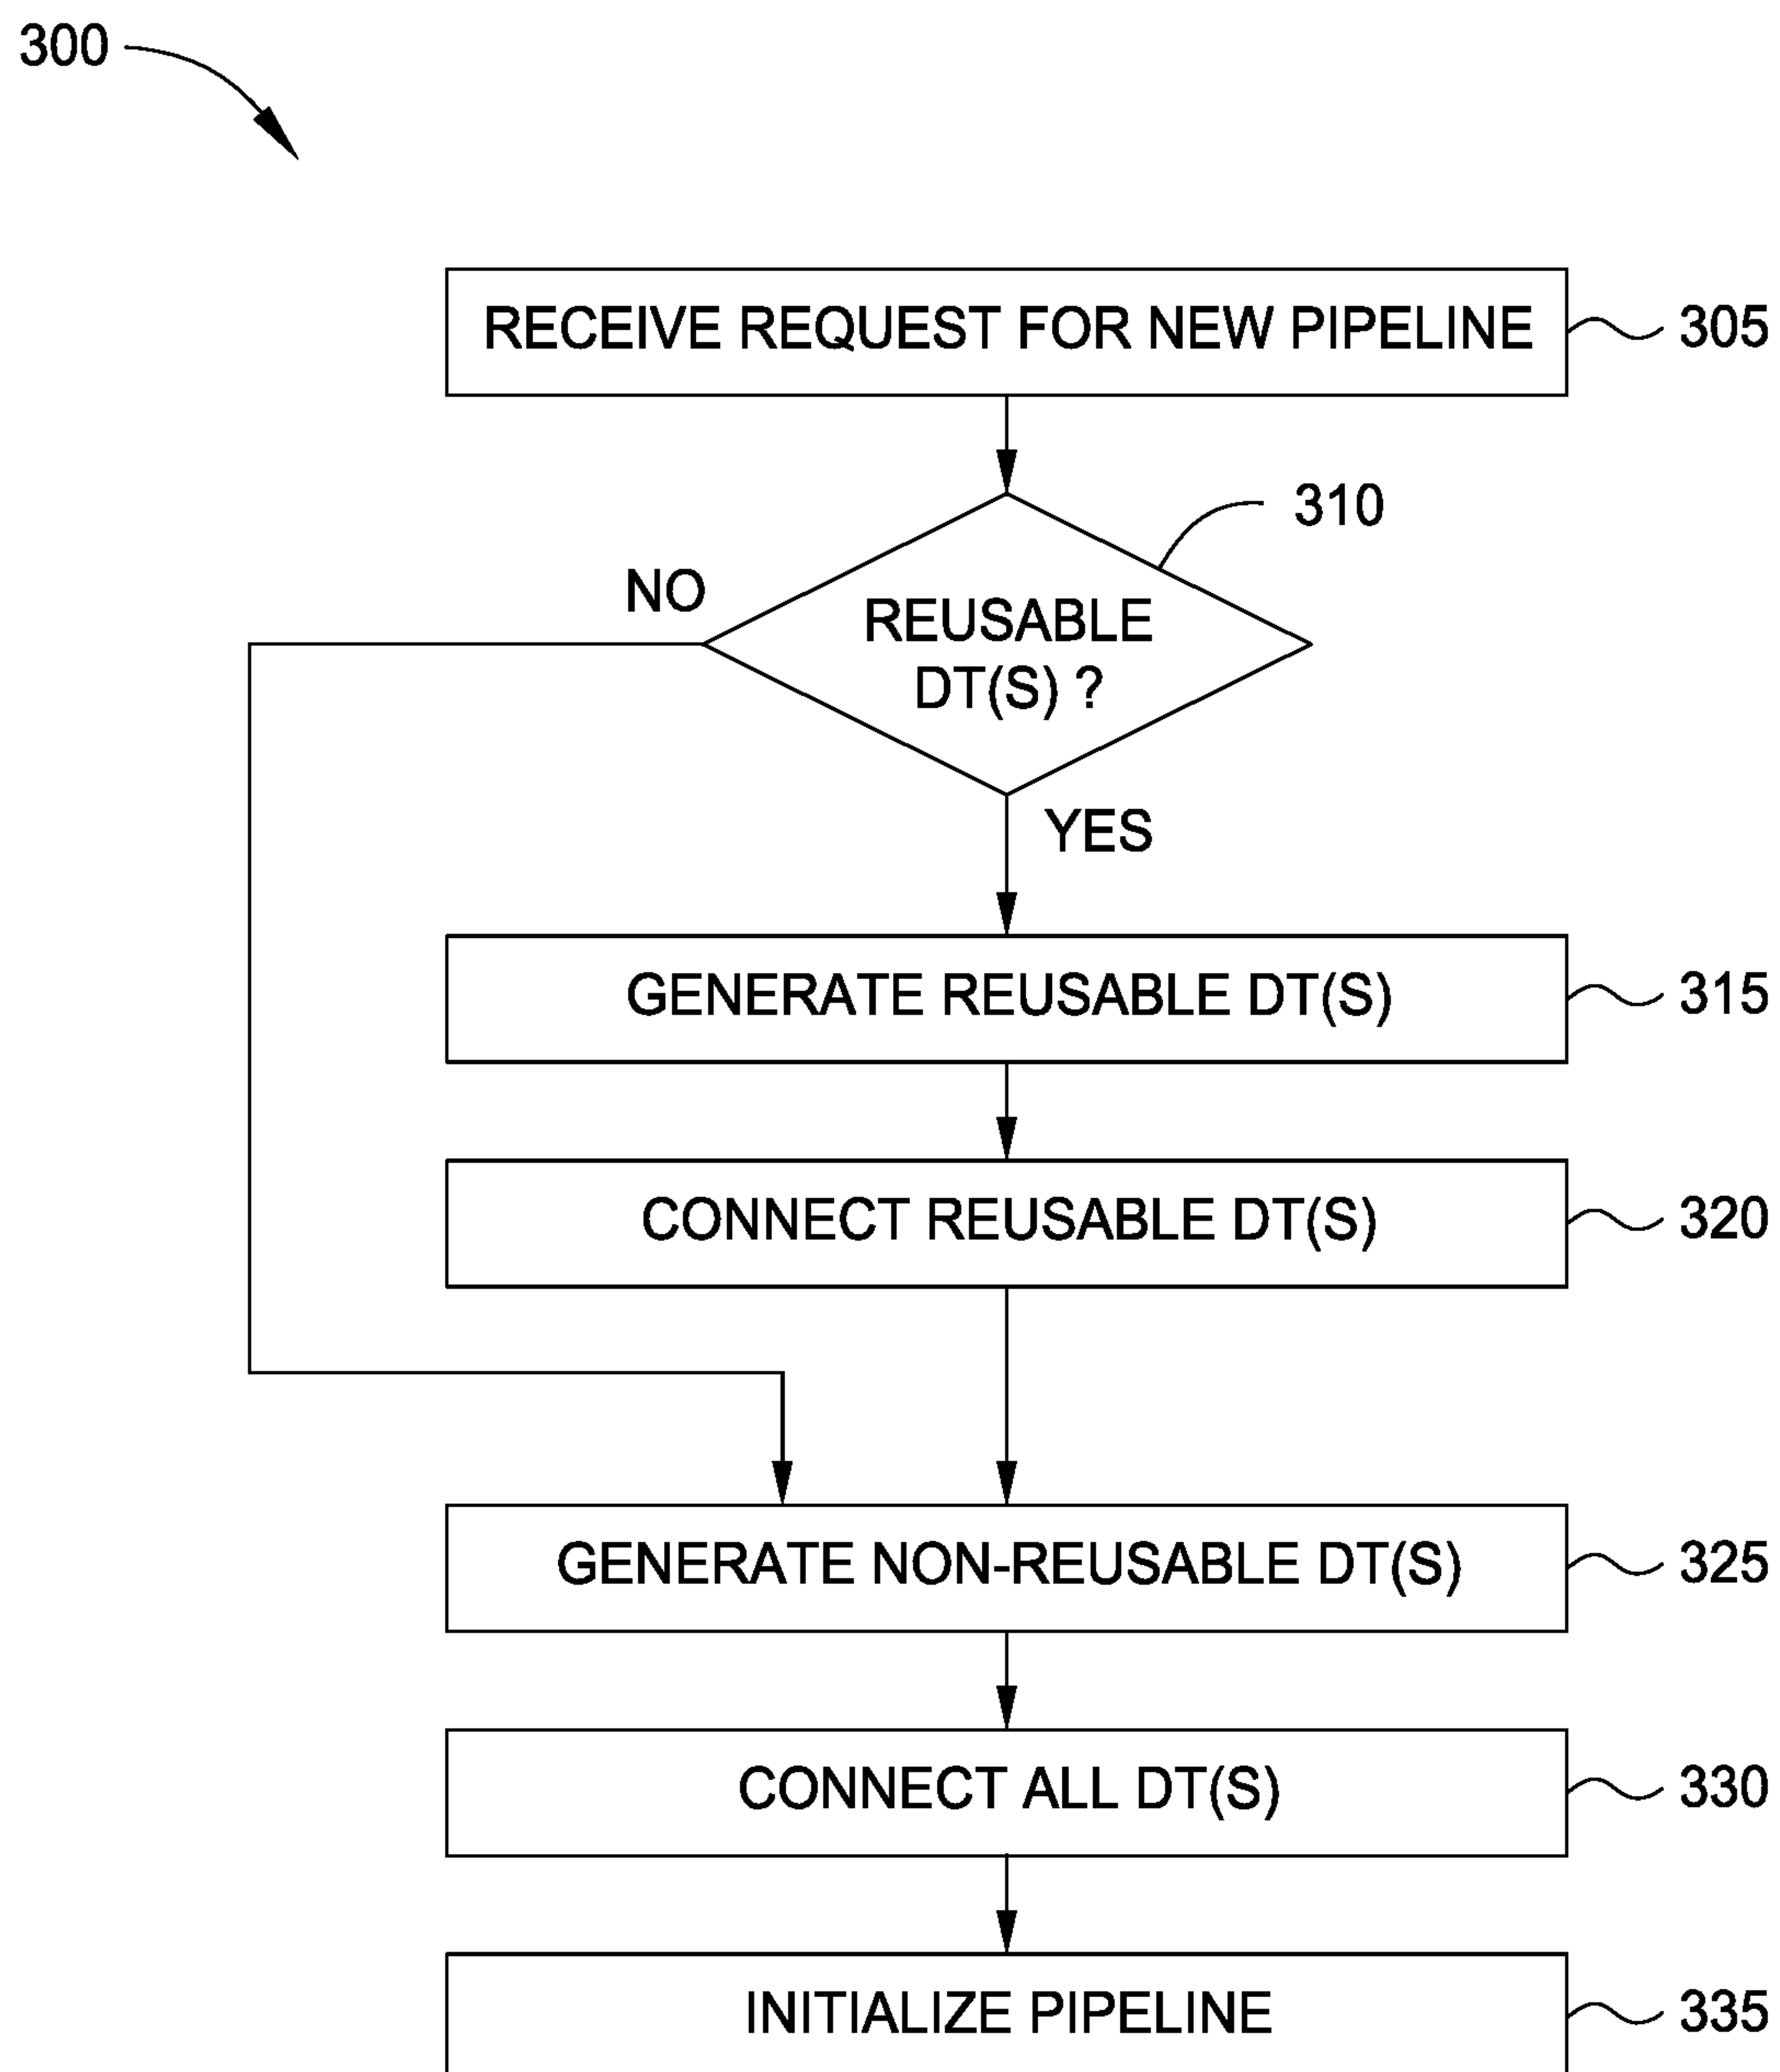 300
RECEIVE REQUEST FOR NEW PIPELINE
305
310
NO
REUSABLE
DT(S) ?
YES
GENERATE REUSABLE DT(S)
315
CONNECT REUSABLE DT(S)
320
GENERATE NON-REUSABLE DT(S)
325
CONNECT ALL DT(S)
330
INITIALIZE PIPELINE
335